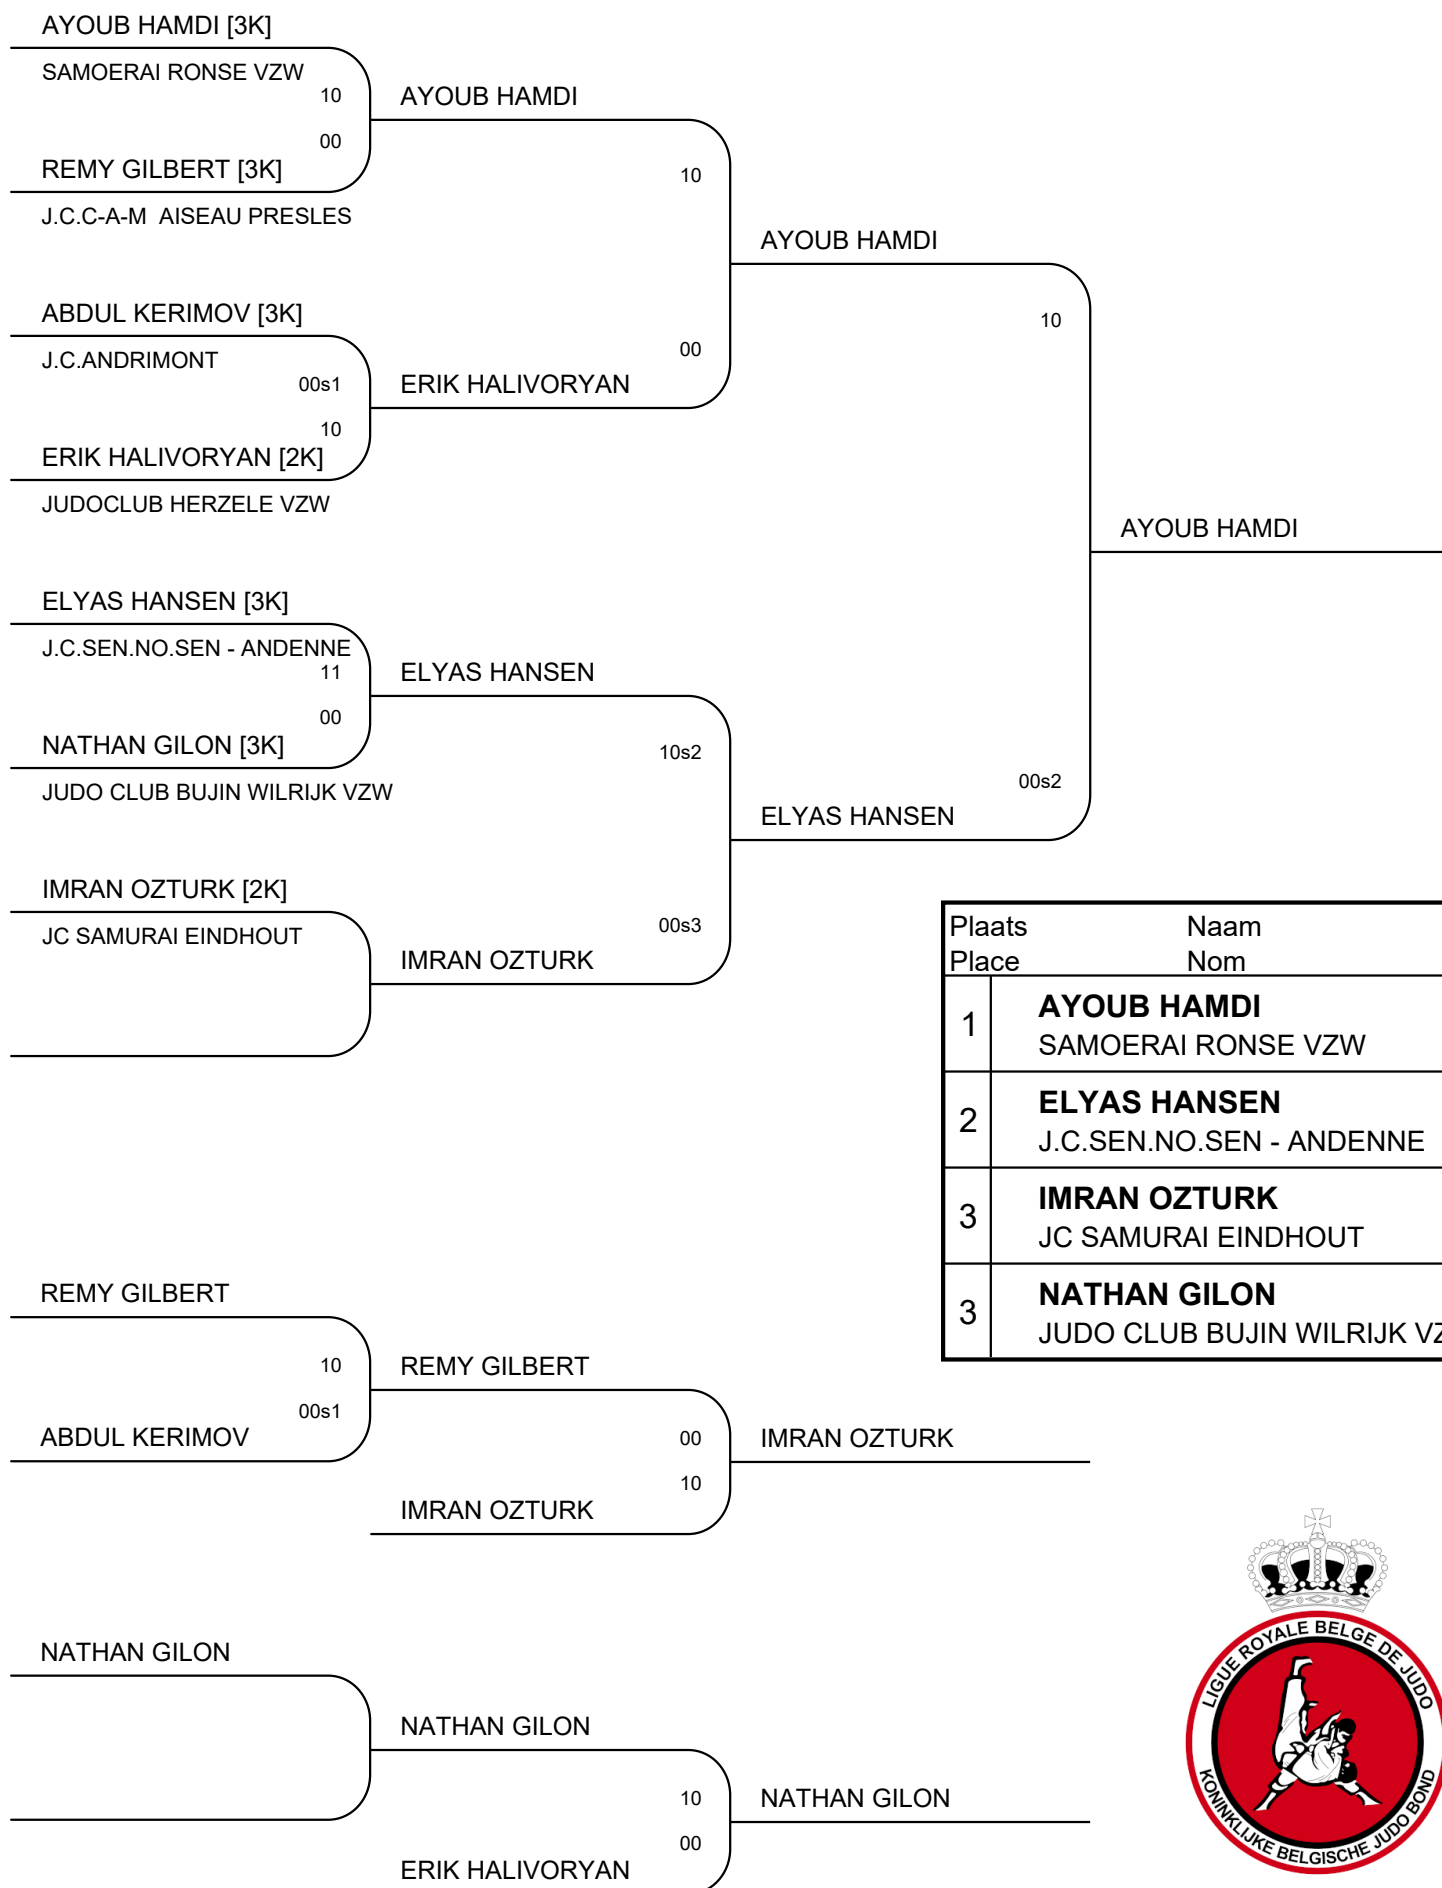 AYOUB HAMDI [3K]
SAMOERAI RONSE VZW
10
00
REMY GILBERT [3K]
J.C.C-A-M  AISEAU PRESLES
ABDUL KERIMOV [3K]
J.C.ANDRIMONT
00s1
10
ERIK HALIVORYAN [2K]
JUDOCLUB HERZELE VZW
ELYAS HANSEN [3K]
J.C.SEN.NO.SEN - ANDENNE
11
00
NATHAN GILON [3K]
JUDO CLUB BUJIN WILRIJK VZW
IMRAN OZTURK [2K]
JC SAMURAI EINDHOUT
AYOUB HAMDI
10
00
ERIK HALIVORYAN
ELYAS HANSEN
10s2
00s3
IMRAN OZTURK
AYOUB HAMDI
10
00s2
ELYAS HANSEN
AYOUB HAMDI
Plaats Naam
Place Nom
1 AYOUB HAMDI
SAMOERAI RONSE VZW
2 ELYAS HANSEN
J.C.SEN.NO.SEN - ANDENNE
3 IMRAN OZTURK
JC SAMURAI EINDHOUT
3 NATHAN GILON
JUDO CLUB BUJIN WILRIJK VZ
REMY GILBERT
10
00s1
ABDUL KERIMOV
REMY GILBERT
00
10
IMRAN OZTURK
IMRAN OZTURK
NATHAN GILON
NATHAN GILON
10
00
ERIK HALIVORYAN
NATHAN GILON
LIGUE ROYALE BELGE DE JUDO
KONINKLIJKE BELGISCHE JUDO BOND